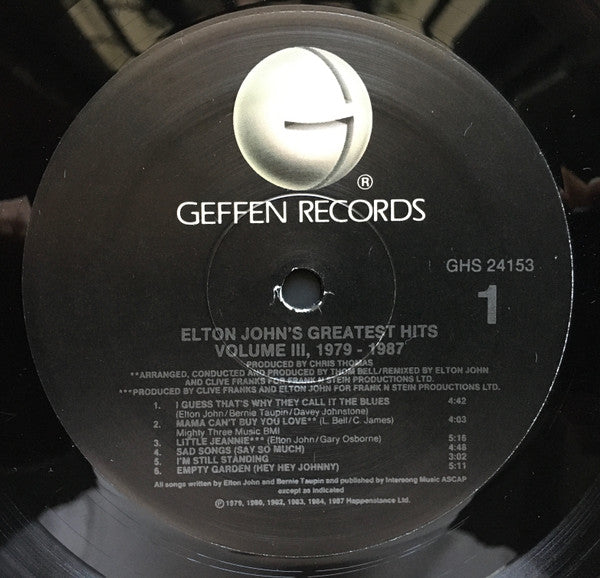 G
®
GEFFEN RECORDS
GHS 24153
1
ELTON JOHN'S GREATEST HITS
VOLUME III, 1979 - 1987
PRODUCED BY CHRIS THOMAS
**ARRANGED, CONDUCTED AND PRODUCED BY THOM BELL/REMIXED BY ELTON JOHN
AND CLIVE FRANKS FOR FRANK N STEIN PRODUCTIONS LTD.
***PRODUCED BY CLIVE FRANKS AND ELTON JOHN FOR FRANK N STEIN PRODUCTIONS LTD.
1. I GUESS THAT'S WHY THEY CALL IT THE BLUES 4:42
(Elton John/Bernie Taupin/Davey Johnstone)
2. MAMA CAN'T BUY YOU LOVE** (L. Bell/C. James) 4:03
Mighty Three Music BMI
3. LITTLE JEANNIE*** (Elton John/Gary Osborne) 5:16
4. SAD SONGS (SAY SO MUCH) 4:48
5. I'M STILL STANDING 3:02
6. EMPTY GARDEN (HEY HEY JOHNNY) 5:11
All songs written by Elton John and Bernie Taupin and published by Intersong Music ASCAP
except as indicated
℗ 1979, 1980, 1982, 1983, 1984, 1987 Happenstance Ltd.